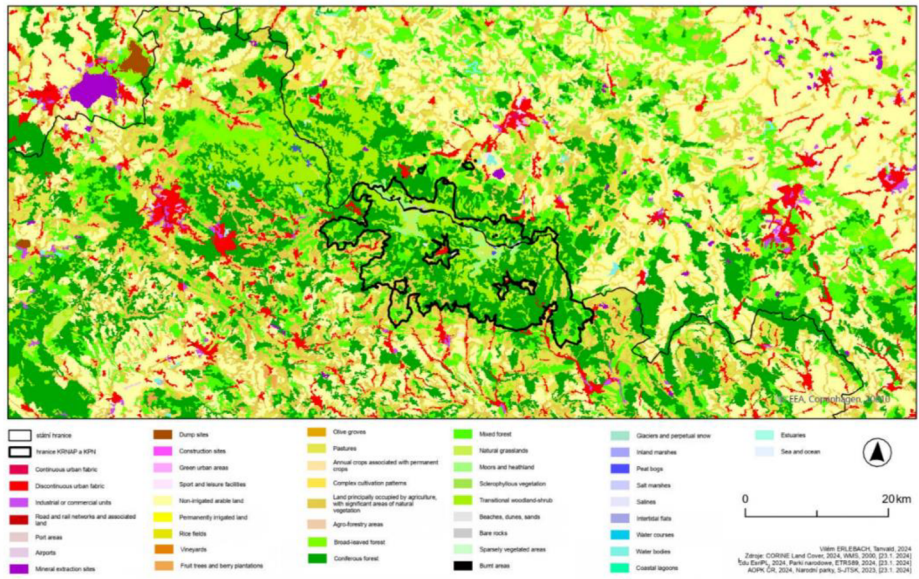 © EEA, Copenhagen, 20010
státní hranice
hranice KRNAP a KPN
Continuous urban fabric
Discontinuous urban fabric
Industrial or commercial units
Road and rail networks and associated
land
Port areas
Airports
Mineral extraction sites
Dump sites
Construction sites
Green urban areas
Sport and leisure facilities
Non-irrigated arable land
Permanently irrigated land
Rice fields
Vineyards
Fruit trees and berry plantations
Olive groves
Pastures
Annual crops associated with permanent
crops
Complex cultivation patterns
Land principally occupied by agriculture,
with significant areas of natural
vegetation
Agro-forestry areas
Broad-leaved forest
Coniferous forest
Mixed forest
Natural grasslands
Moors and heathland
Sclerophyllous vegetation
Transitional woodland-shrub
Beaches, dunes, sands
Bare rocks
Sparsely vegetated areas
Burnt areas
Glaciers and perpetual snow
Inland marshes
Peat bogs
Salt marshes
Salines
Intertidal flats
Water courses
Water bodies
Coastal lagoons
Estuaries
Sea and ocean
0 20 km
Vilém ERLEBACH, Tanvald, 2024
Zdroje: CORINE Land Cover, 2024, WMS, 2000, [23.1. 2024]
Edu EsriPL, 2024, Parki narodowe, ETRS89, 2024, [23.1. 2024]
AOPK ČR, 2024, Národní parky, S-JTSK, 2023, [23.1. 2024]